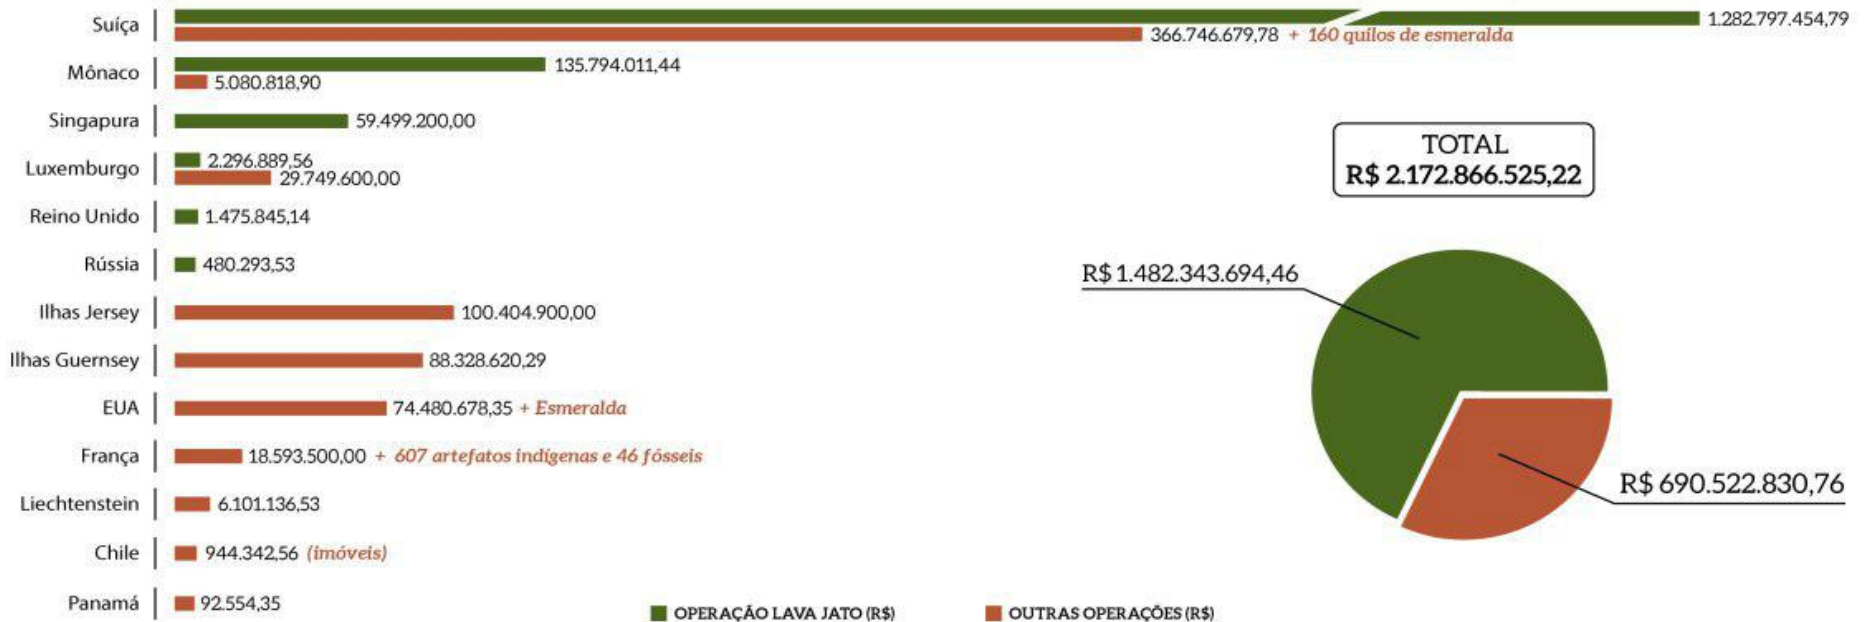 Suíça
1.282.797.454,79
366.746.679,78 + 160 quilos de esmeralda
Mônaco
135.794.011,44
5.080.818,90
Singapura
59.499.200,00
Luxemburgo
2.296.889,56
29.749.600,00
Reino Unido
1.475.845,14
Rússia
480.293,53
Ilhas Jersey
100.404.900,00
Ilhas Guernsey
88.328.620,29
EUA
74.480.678,35 + Esmeralda
França
18.593.500,00 + 607 artefatos indígenas e 46 fósseis
Liechtenstein
6.101.136,53
Chile
944.342,56 (imóveis)
Panamá
92.554,35
OPERAÇÃO LAVA JATO (R$)
OUTRAS OPERAÇÕES (R$)
TOTAL
R$ 2.172.866.525,22
R$ 1.482.343.694,46
R$ 690.522.830,76